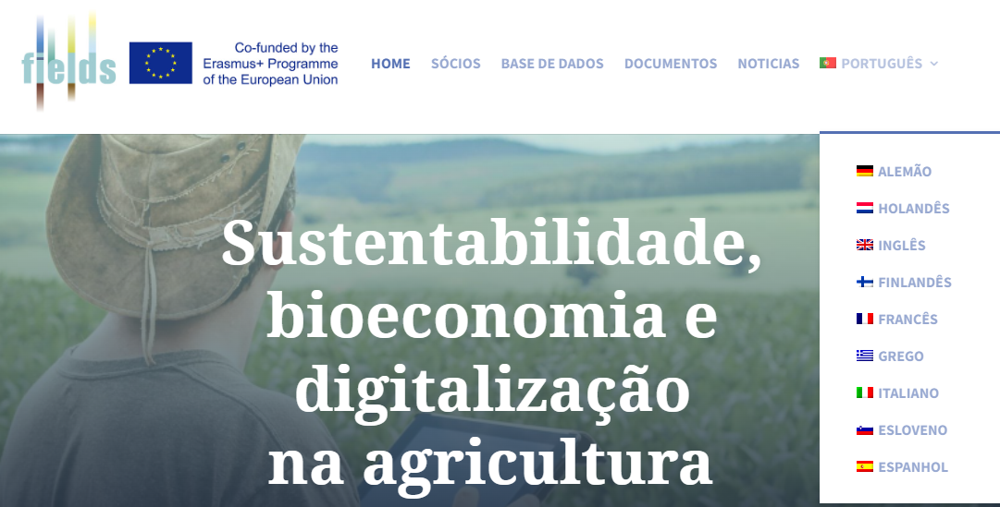 fields
Co-funded by the
Erasmus+ Programme
of the European Union
HOME SÓCIOS BASE DE DADOS DOCUMENTOS NOTICIAS PORTUGUÊS
ALEMÃO
HOLANDÊS
INGLÊS
FINLANDÊS
FRANCÊS
GREGO
ITALIANO
ESLOVENO
ESPANHOL
Sustentabilidade,
bioeconomia e
digitalização
na agricultura